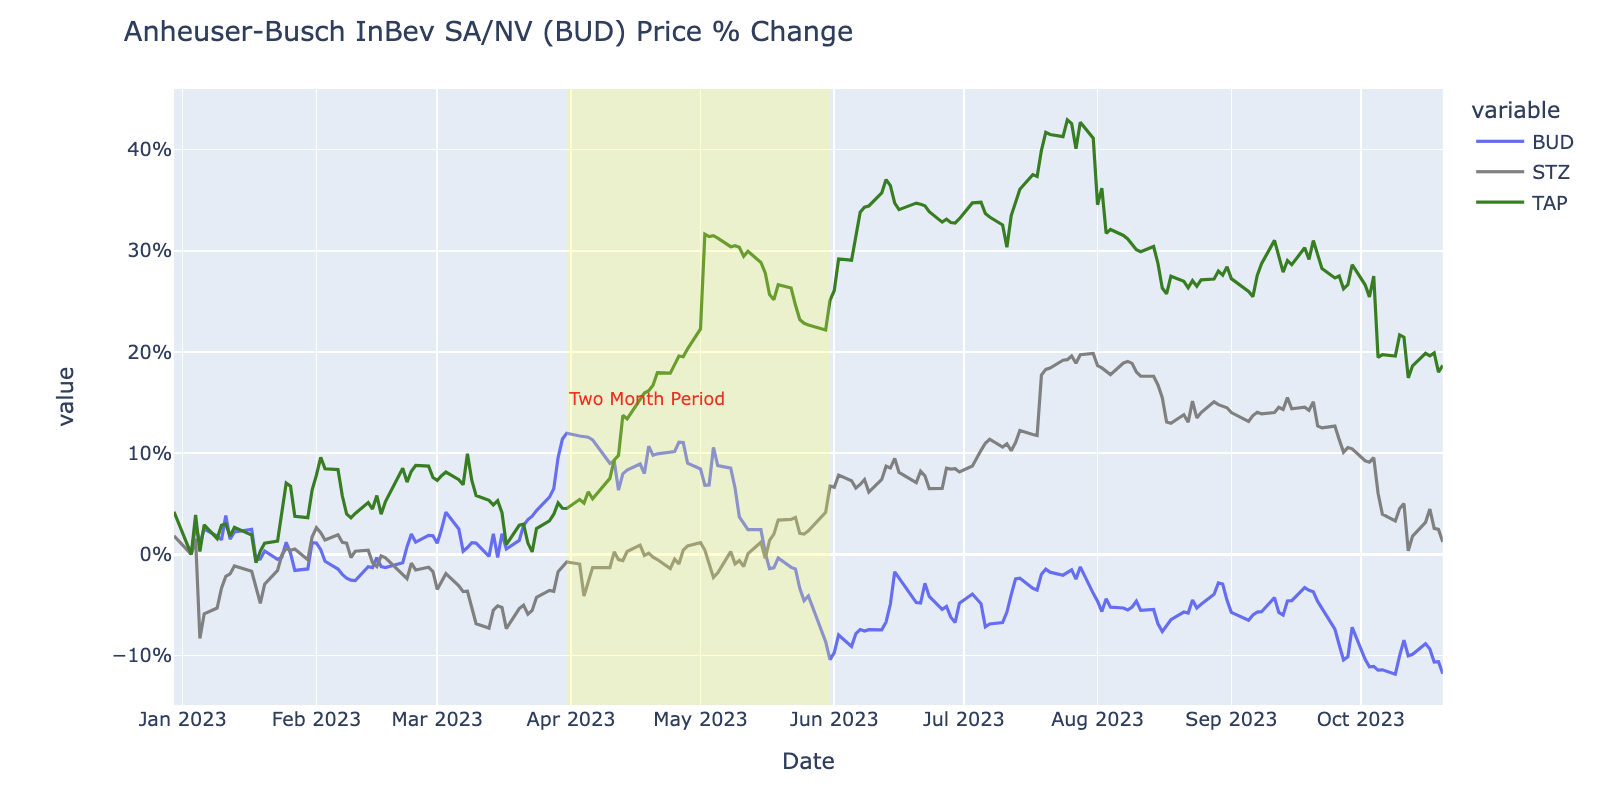 Anheuser-Busch InBev SA/NV (BUD) Price % Change
variable
BUD
STZ
TAP
40%
30%
20%
10%
0%
−10%
value
Two Month Period
Jan 2023
Feb 2023
Mar 2023
Apr 2023
May 2023
Jun 2023
Jul 2023
Aug 2023
Sep 2023
Oct 2023
Date